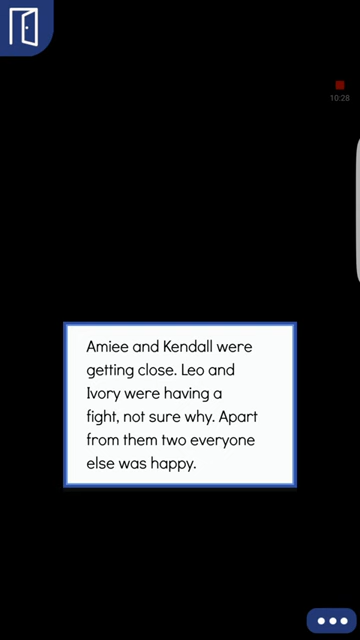 10:28
Amiee and Kendall were
getting close. Leo and
Ivory were having a
fight, not sure why. Apart
from them two everyone
else was happy.